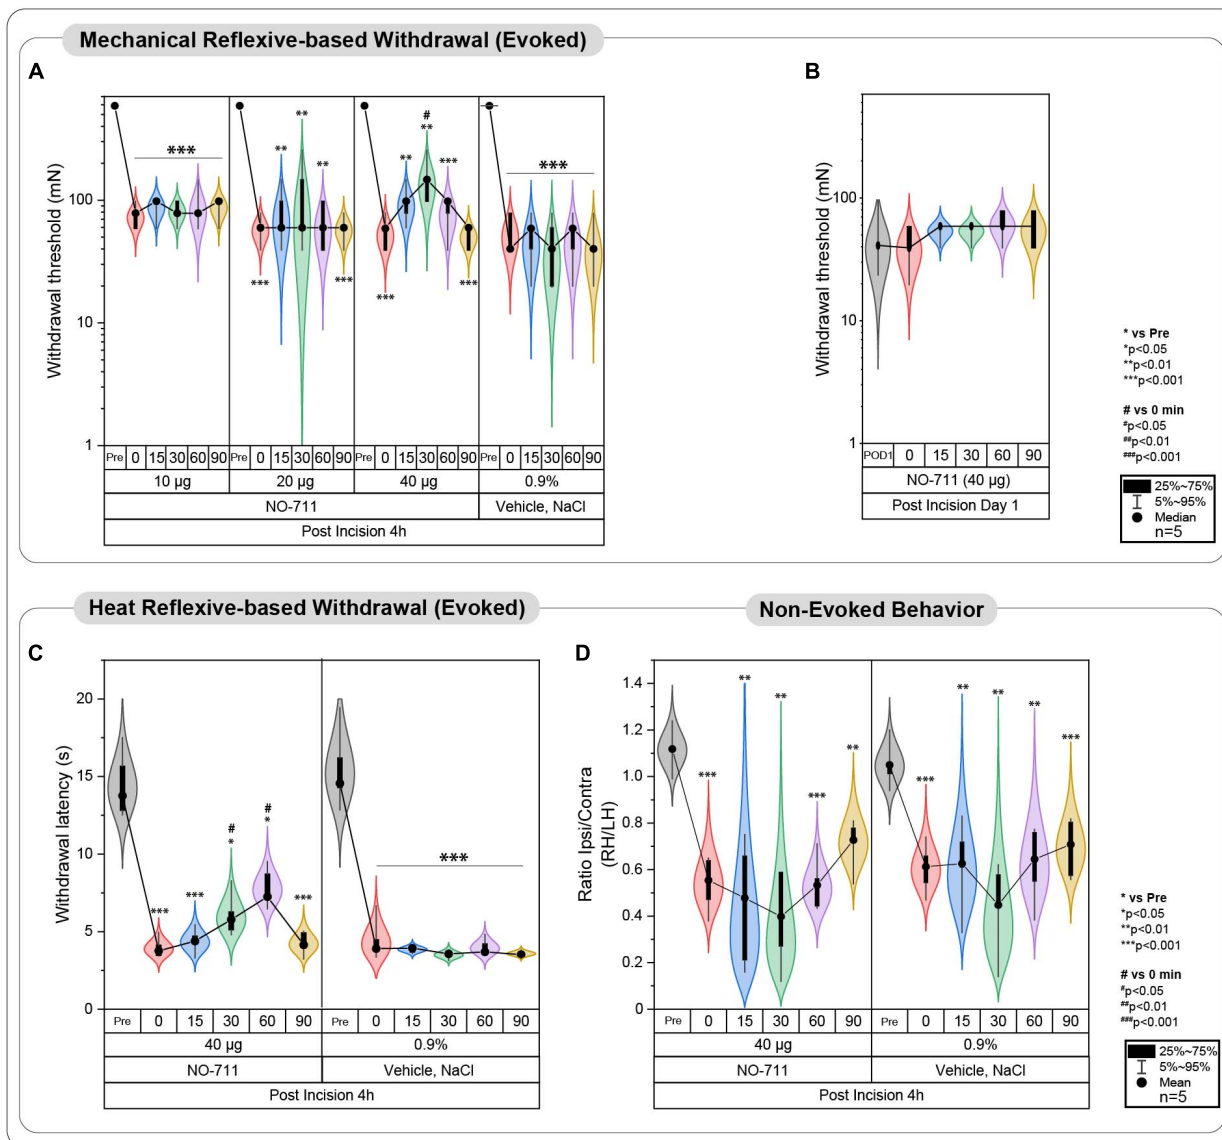 Mechanical Reflexive-based Withdrawal (Evoked)
A
Withdrawal threshold (mN)
100
10
1
***
**
**
**
***
***
#
**
**
***
***
***
***
Pre 0 15 30 60 90 Pre 0 15 30 60 90 Pre 0 15 30 60 90 Pre 0 15 30 60 90
10 µg 20 µg 40 µg 0.9%
NO-711 Vehicle, NaCl
Post Incision 4h
B
Withdrawal threshold (mN)
100
10
1
POD1 0 15 30 60 90
NO-711 (40 µg)
Post Incision Day 1
* vs Pre
*p<0.05
**p<0.01
***p<0.001
# vs 0 min
#p<0.05
##p<0.01
###p<0.001
25%~75%
5%~95%
Median
n=5
Heat Reflexive-based Withdrawal (Evoked)
C
Withdrawal latency (s)
20
15
10
5
0
***
***
#
*
#
*
***
***
Pre 0 15 30 60 90 Pre 0 15 30 60 90
40 µg 0.9%
NO-711 Vehicle, NaCl
Post Incision 4h
Non-Evoked Behavior
D
Ratio Ipsi/Contra
(RH/LH)
1.4
1.2
1.0
0.8
0.6
0.4
0.2
0
***
**
**
***
**
***
**
**
**
***
Pre 0 15 30 60 90 Pre 0 15 30 60 90
40 µg 0.9%
NO-711 Vehicle, NaCl
Post Incision 4h
* vs Pre
*p<0.05
**p<0.01
***p<0.001
# vs 0 min
#p<0.05
##p<0.01
###p<0.001
25%~75%
5%~95%
Mean
n=5